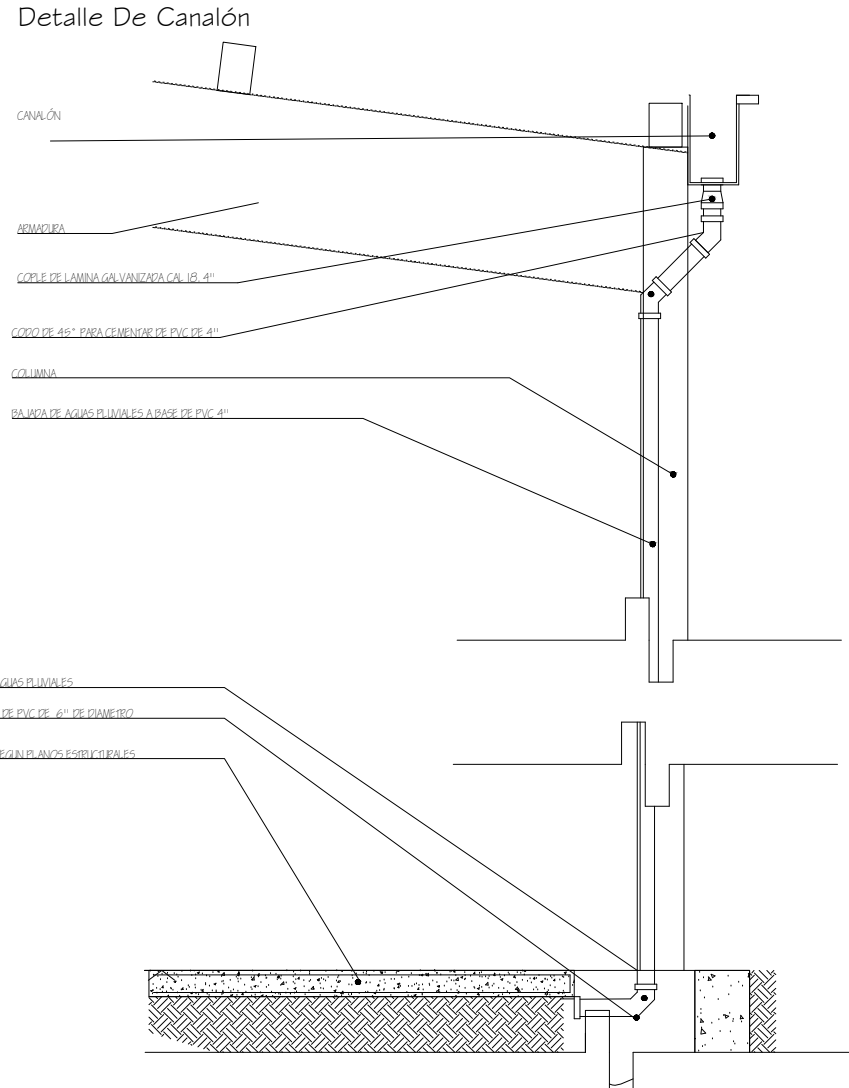 Detalle De Canalón
CANALÓN
ARMADURA
COPLE DE LAMINA GALVANIZADA CAL 18, 4"
CODO DE 45° PARA CEMENTAR DE PVC DE 4"
COLUMNA
BAJADA DE AGUAS PLUVIALES A BASE DE PVC 4"
GUAS PLUVIALES
DE PVC DE 6" DE DIAMETRO
EGUN PLANOS ESTRUCTURALES